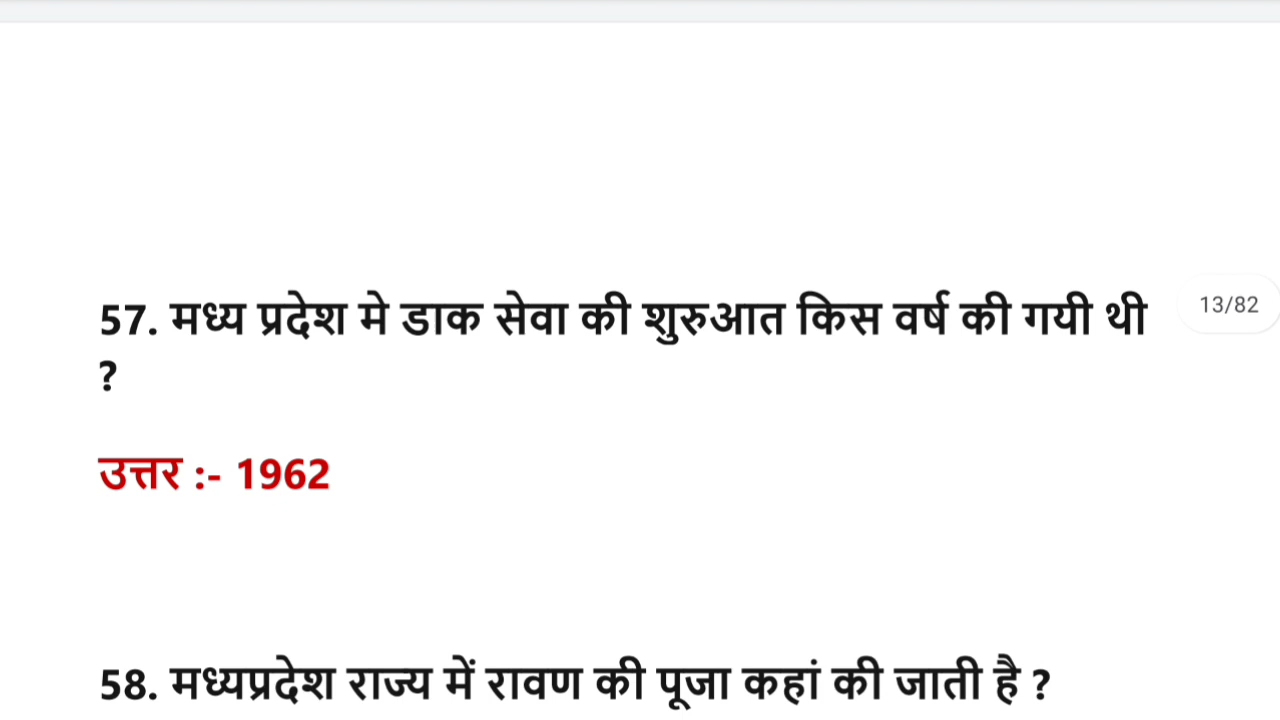 57. मध्य प्रदेश मे डाक सेवा की शुरुआत किस वर्ष की गयी थी
?
13/82
उत्तर :- 1962
58. मध्यप्रदेश राज्य में रावण की पूजा कहां की जाती है ?